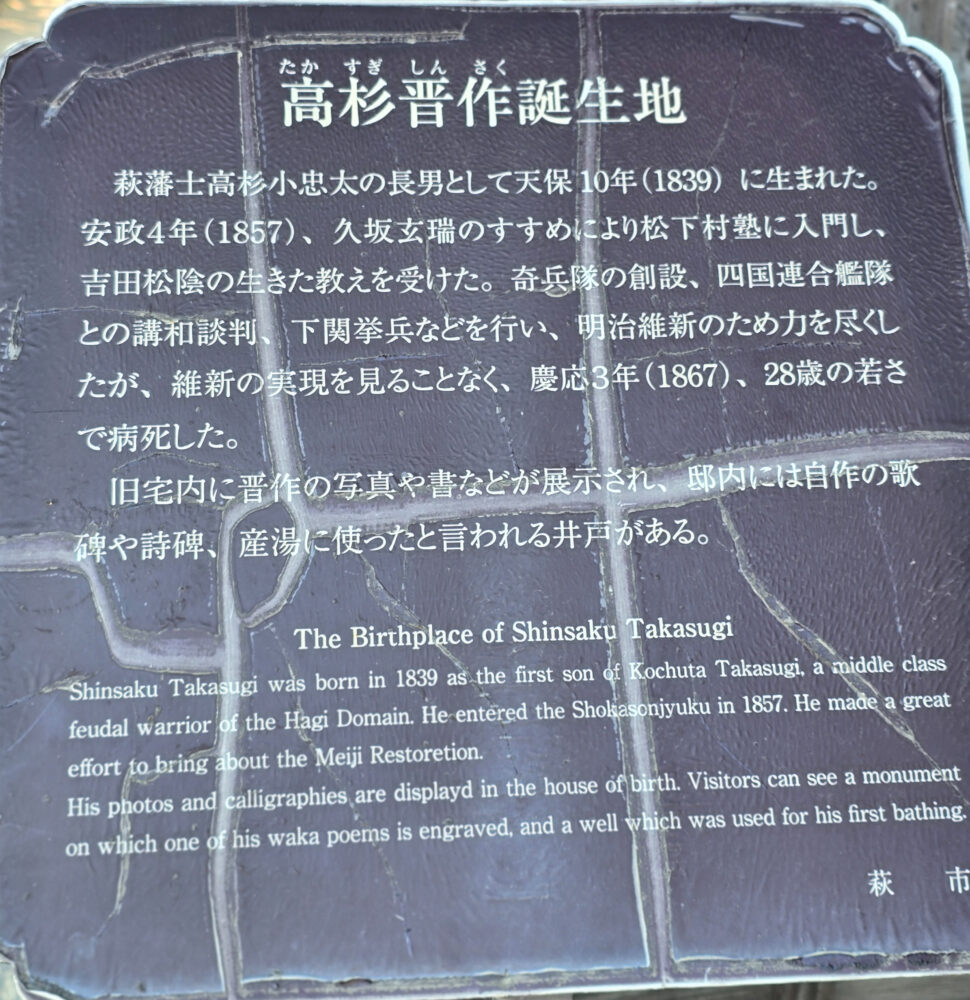 たか すぎ しん さく
高杉晋作誕生地
萩藩士高杉小忠太の長男として天保10年(1839) に生まれた。
安政4年(1857)、久坂玄瑞のすすめにより松下村塾に入門し、
吉田松陰の生きた教えを受けた。奇兵隊の創設、四国連合艦隊
との講和談判、下関挙兵などを行い、明治維新のため力を尽くし
たが、維新の実現を見ることなく、慶応3年(1867)、28歳の若さ
で病死した。
旧宅内に晋作の写真や書などが展示され、邸内には自作の歌
碑や詩碑、産湯に使ったと言われる井戸がある。
The Birthplace of Shinsaku Takasugi
Shinsaku Takasugi was born in 1839 as the first son of Kochuta Takasugi, a middle class
feudal warrior of the Hagi Domain. He entered the Shokasonjyuku in 1857. He made a great
effort to bring about the Meiji Restoretion.
His photos and calligraphies are displayd in the house of birth. Visitors can see a monument
on which one of his waka poems is engraved, and a well which was used for his first bathing.
萩 市